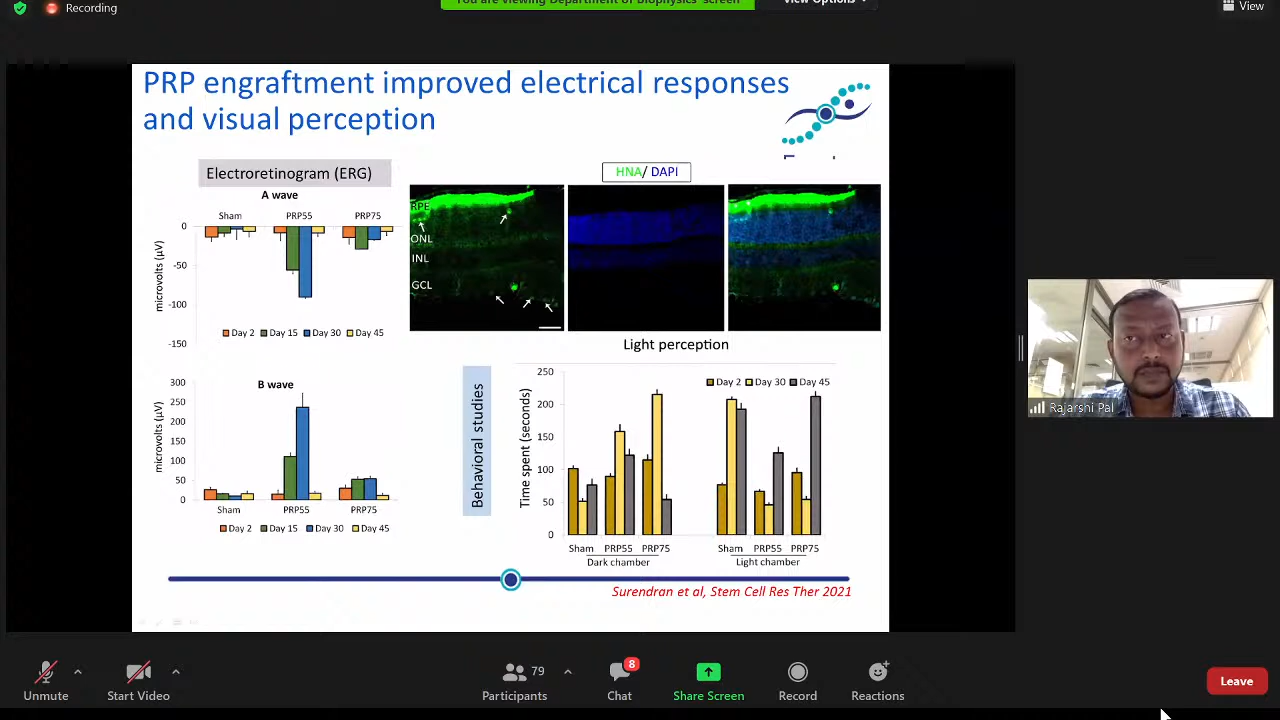 Recording
You are viewing Department of Biophysics' screen
View Options
View
PRP engraftment improved electrical responses
and visual perception
Electroretinogram (ERG)
A wave
Sham
PRP55
PRP75
0
-50
-100
-150
microvolts (µV)
Day 2
Day 15
Day 30
Day 45
B wave
300
250
200
150
100
50
0
microvolts (µV)
Sham
PRP55
PRP75
Day 2
Day 15
Day 30
Day 45
HNA/ DAPI
RPE
ONL
INL
GCL
Light perception
Behavioral studies
Time spent (seconds)
250
200
150
100
50
0
Day 2
Day 30
Day 45
Sham
PRP55
PRP75
Dark chamber
Sham
PRP55
PRP75
Light chamber
Surendran et al, Stem Cell Res Ther 2021
Rajarshi Pal
Unmute
Start Video
79
Participants
8
Chat
Share Screen
Record
Reactions
Leave